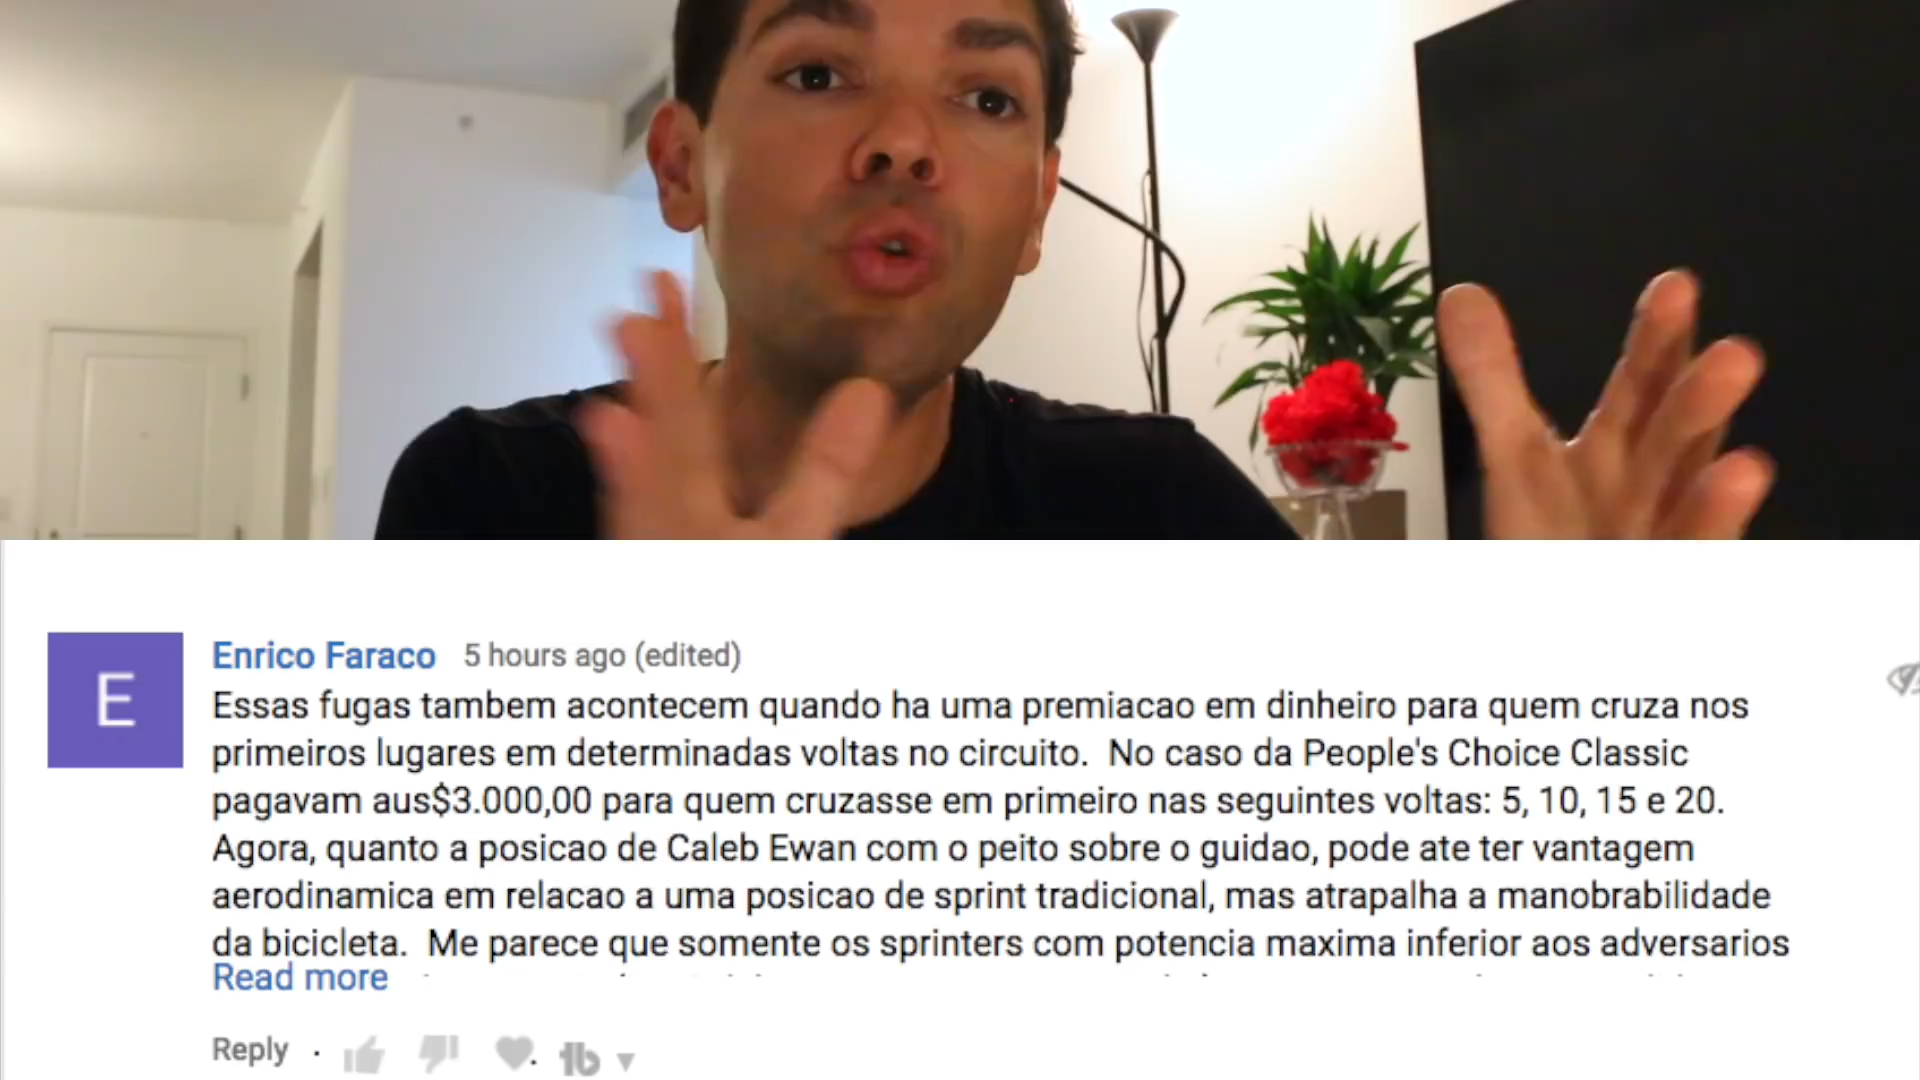 E
Enrico Faraco 5 hours ago (edited)
Essas fugas tambem acontecem quando ha uma premiacao em dinheiro para quem cruza nos
primeiros lugares em determinadas voltas no circuito. No caso da People's Choice Classic
pagavam aus$3.000,00 para quem cruzasse em primeiro nas seguintes voltas: 5, 10, 15 e 20.
Agora, quanto a posicao de Caleb Ewan com o peito sobre o guidao, pode ate ter vantagem
aerodinamica em relacao a uma posicao de sprint tradicional, mas atrapalha a manobrabilidade
da bicicleta. Me parece que somente os sprinters com potencia maxima inferior aos adversarios
Read more
Reply